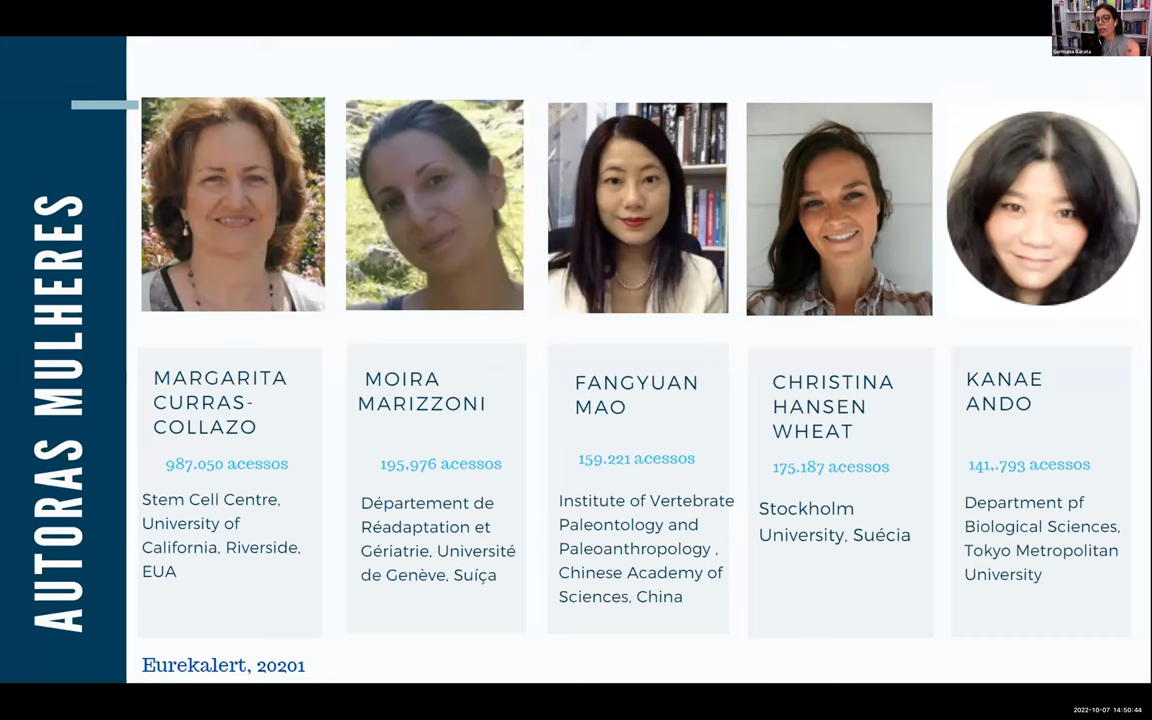 AUTORAS MULHERES
Germana Barata
MARGARITA
CURRAS-
COLLAZO
987.050 acessos
Stem Cell Centre,
University of
California, Riverside,
EUA
MOIRA
MARIZZONI
195,976 acessos
Département de
Réadaptation et
Gériatrie, Université
de Genève, Suíça
FANGYUAN
MAO
159.221 acessos
Institute of Vertebrate
Paleontology and
Paleoanthropology ,
Chinese Academy of
Sciences, China
CHRISTINA
HANSEN
WHEAT
175.187 acessos
Stockholm
University, Suécia
KANAE
ANDO
141,.793 acessos
Department pf
Biological Sciences,
Tokyo Metropolitan
University
Eurekalert, 20201
2022-10-07 14:50:44